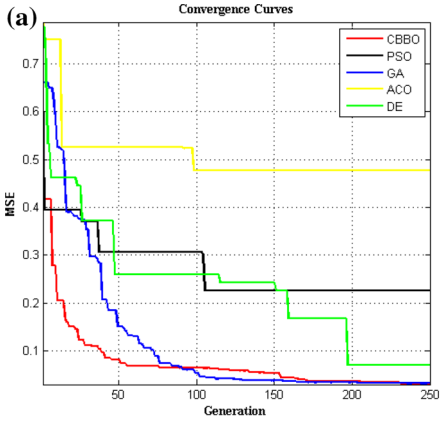 (a)
Convergence Curves
CBBO
PSO
GA
ACO
DE
MSE
0.7
0.6
0.5
0.4
0.3
0.2
0.1
50
100
150
200
250
Generation